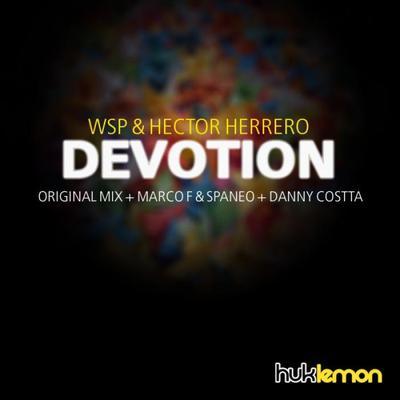 WSP & HECTOR HERRERO
DEVOTION
ORIGINAL MIX + MARCO F & SPANEO + DANNY COSTTA
huklemon